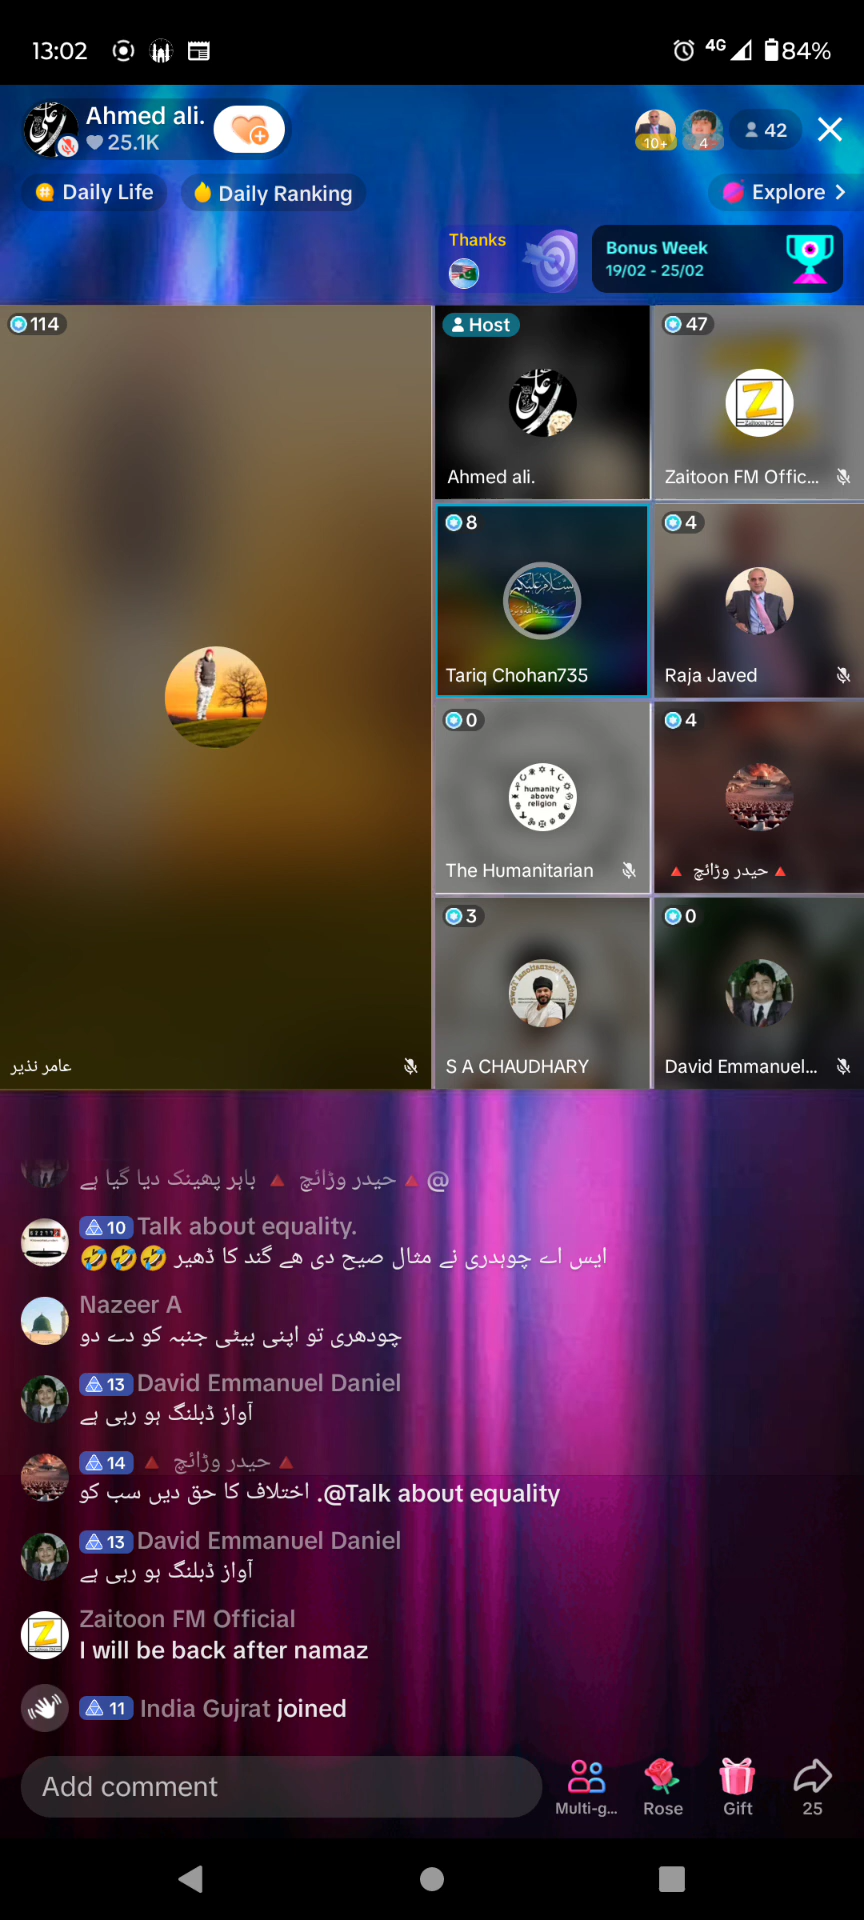 13:02
4G
84%
Ahmed ali.
25.1K
10+
4
42
Daily Life
Daily Ranking
Explore
Thanks
Bonus Week
19/02 - 25/02
114
Host
Ahmed ali.
47
Zaitoon FM Offic...
8
Tariq Chohan735
4
Raja Javed
0
humanity
above
religion
The Humanitarian
4
حیدر وڑائچ
3
S A CHAUDHARY
0
David Emmanuel...
عامر نذیر
@🔺حیدر وڑائچ 🔺 باہر پھینک دیا گیا ہے
10 Talk about equality.
ایس اے چوہدری نے مثال صیح دی ھے گند کا ڈھیر 🤣🤣🤣
Nazeer A
چودھری تو اپنی بیٹی جنبہ کو دے دو
13 David Emmanuel Daniel
آواز ڈبلنگ ہو رہی ہے
14 🔺 حیدر وڑائچ 🔺
@Talk about equality. اختلاف کا حق دیں سب کو
13 David Emmanuel Daniel
آواز ڈبلنگ ہو رہی ہے
Zaitoon FM Official
I will be back after namaz
11 India Gujrat joined
Add comment
Multi-g...
Rose
Gift
25